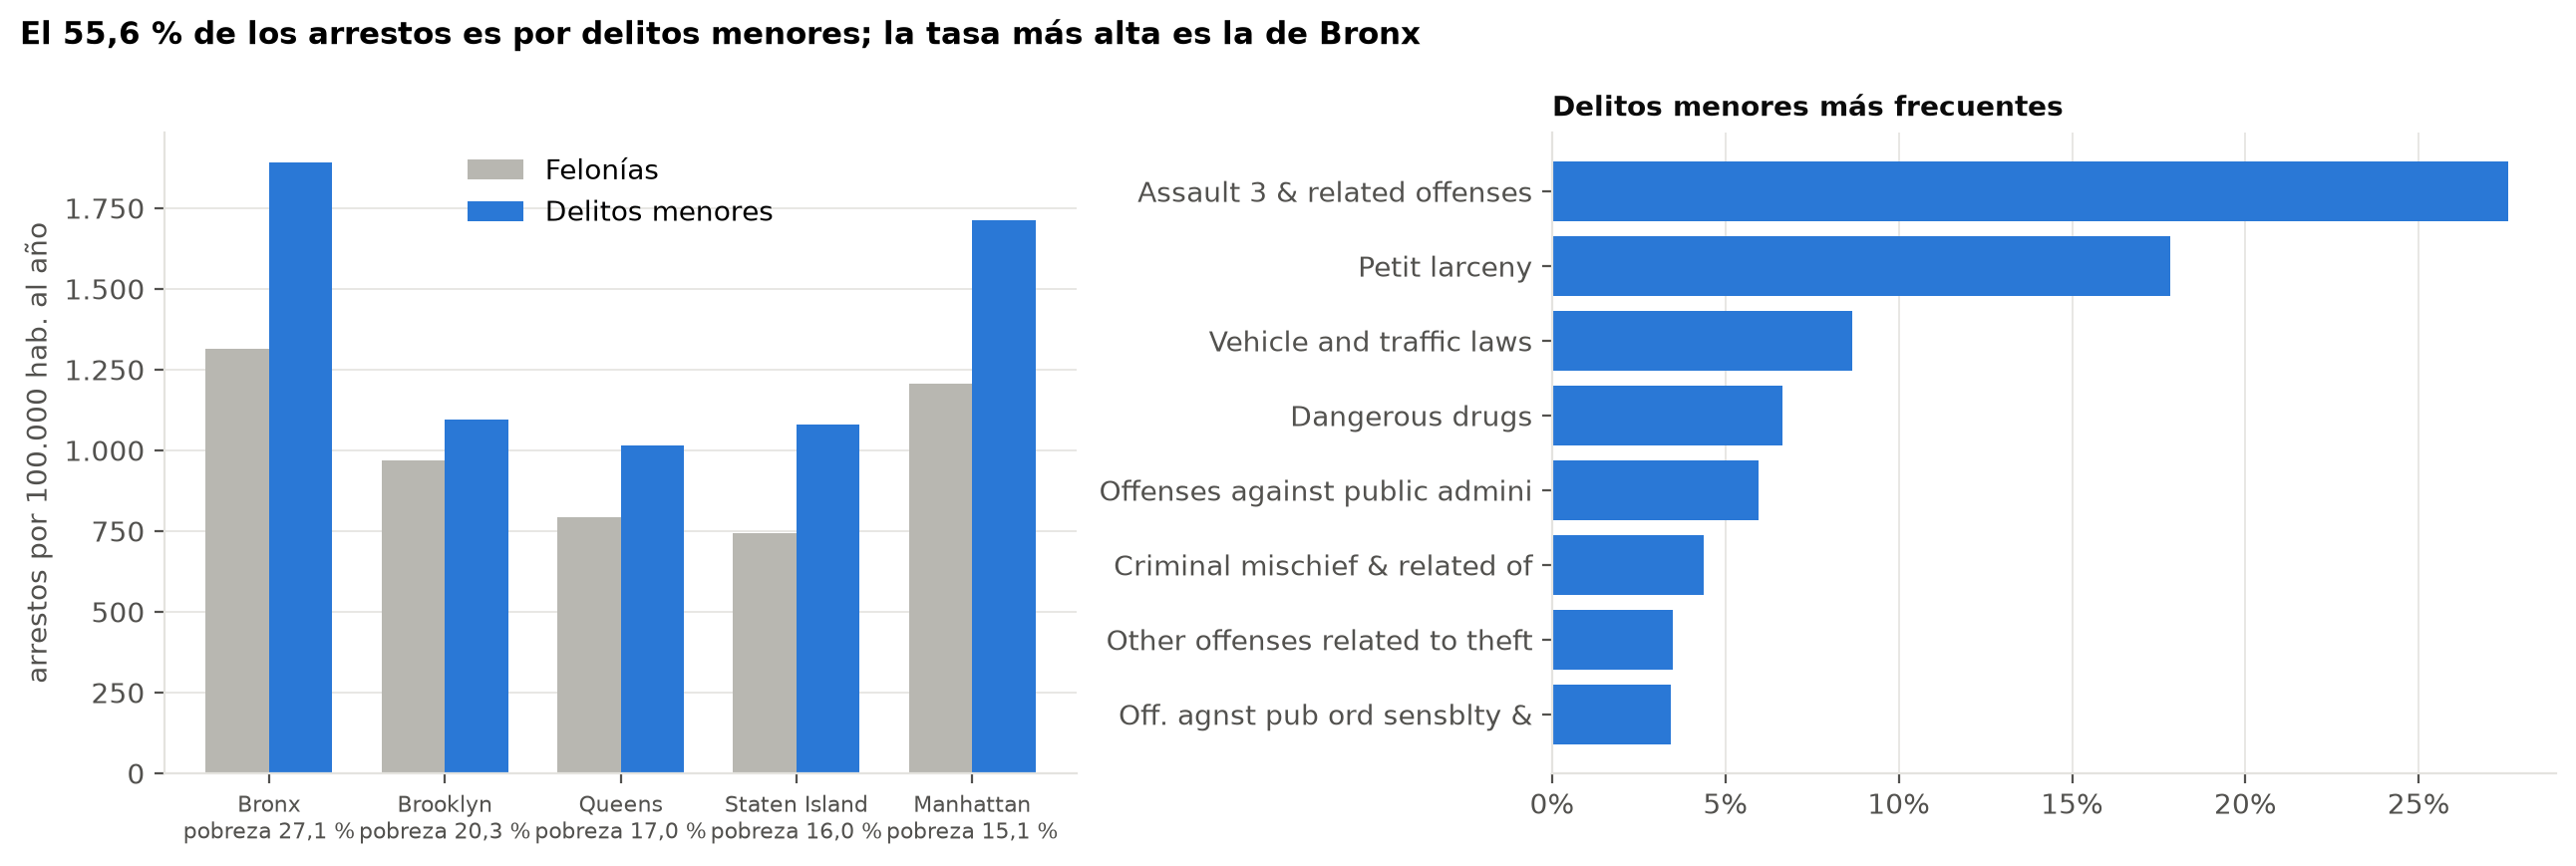 El 55,6 % de los arrestos es por delitos menores; la tasa más alta es la de Bronx
arrestos por 100.000 hab. al año
1.750
1.500
1.250
1.000
750
500
250
0
Felonías
Delitos menores
Bronx
pobreza 27,1 %
Brooklyn
pobreza 20,3 %
Queens
pobreza 17,0 %
Staten Island
pobreza 16,0 %
Manhattan
pobreza 15,1 %
Delitos menores más frecuentes
Assault 3 & related offenses
Petit larceny
Vehicle and traffic laws
Dangerous drugs
Offenses against public admini
Criminal mischief & related of
Other offenses related to theft
Off. agnst pub ord sensblty &
0%
5%
10%
15%
20%
25%